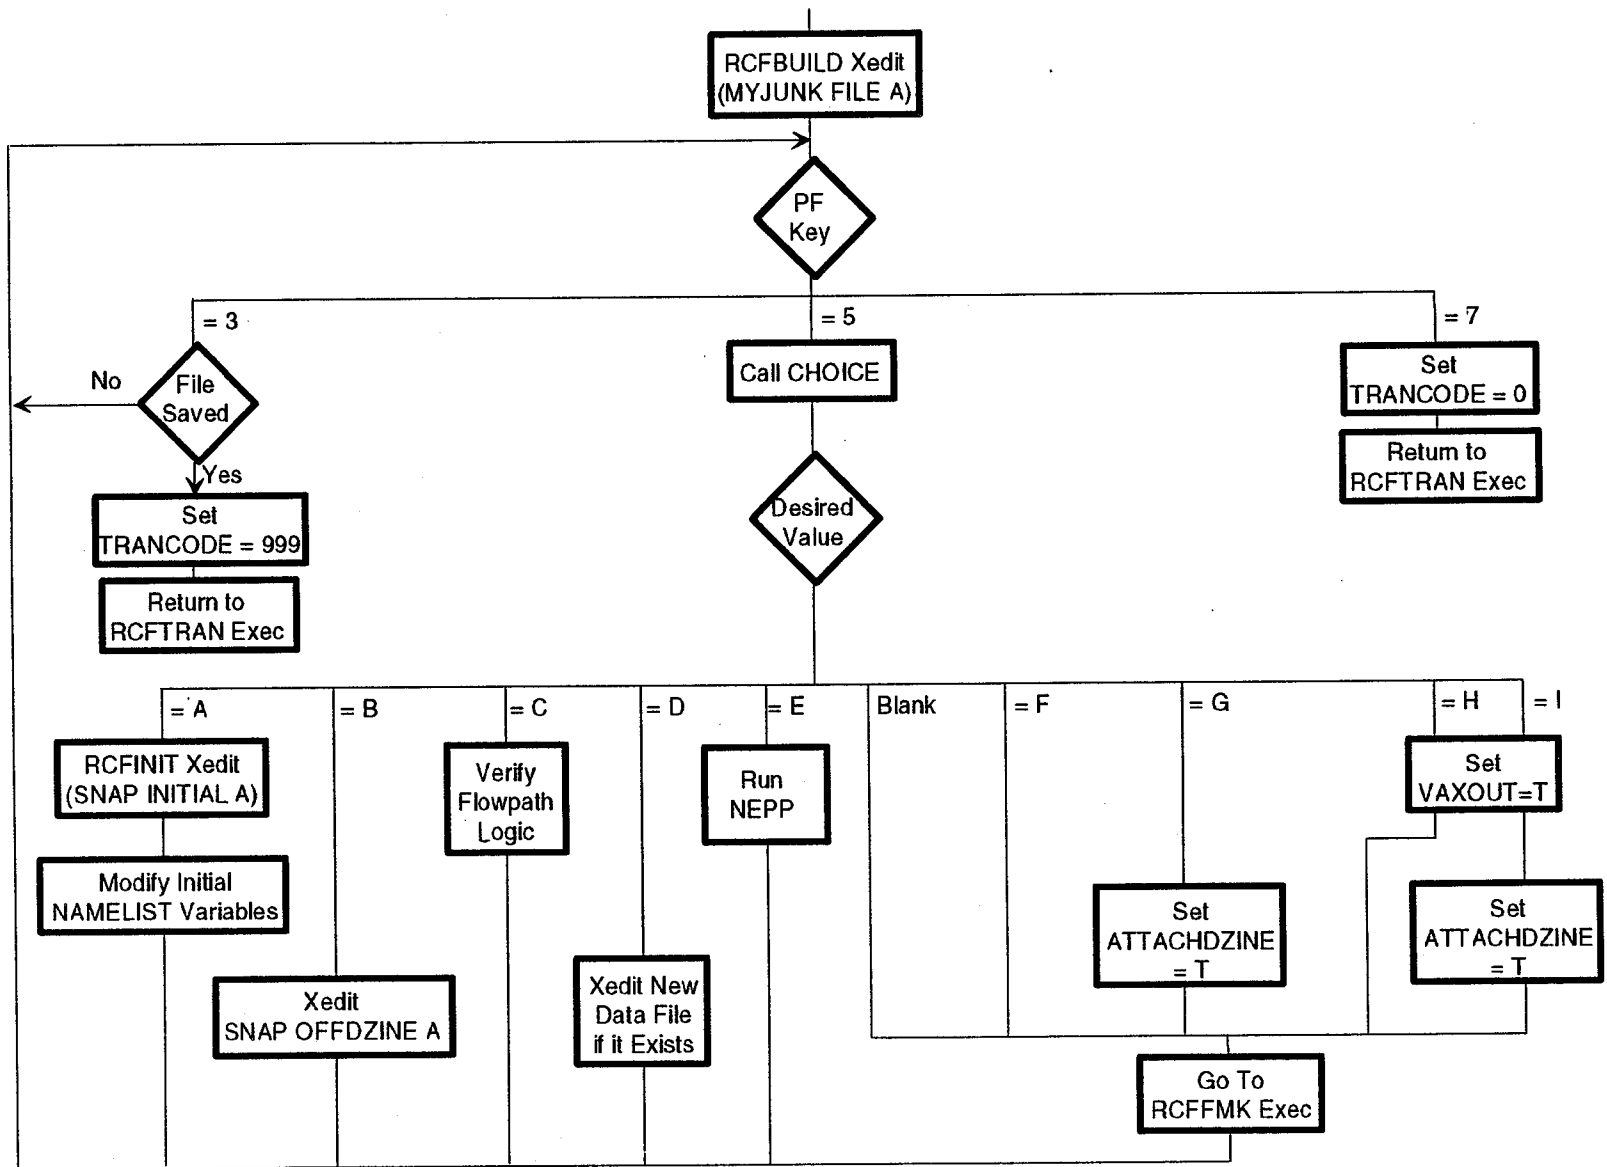 RCFBUILD Xedit
(MYJUNK FILE A)
PF
Key
= 3
= 5
= 7
No
File
Saved
Yes
Set
TRANCODE = 999
Return to
RCFTRAN Exec
Call CHOICE
Desired
Value
Set
TRANCODE = 0
Return to
RCFTRAN Exec
= A
= B
= C
= D
= E
Blank
= F
= G
= H
= I
RCFINIT Xedit
(SNAP INITIAL A)
Modify Initial
NAMELIST Variables
Xedit
SNAP OFFDZINE A
Verify
Flowpath
Logic
Xedit New
Data File
if it Exists
Run
NEPP
Set
ATTACHDZINE
= T
Set
VAXOUT=T
Set
ATTACHDZINE
= T
Go To
RCFFMK Exec